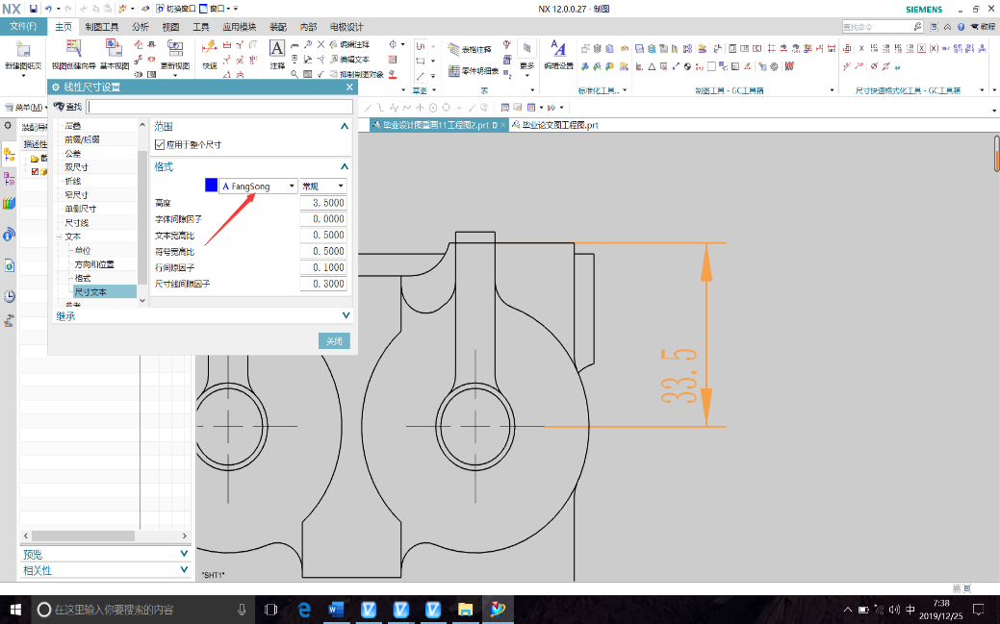 NX 切换窗口 窗口 NX 12.0.0.27 - 制图 SIEMENS
文件(F) 主页 制图工具 分析 视图 工具 应用模块 装配 内部 电极设计 查找命令 教程
编辑注释 表格注释
编辑文本 零件明细表
新建图纸页 视图创建向导 基本视图 更新视图 快速 注释 抑制制图对象 更多 编辑设置
草图 表 标准化工具... 制图工具 - GC工具箱 尺寸快速格式化工具 - GC工具箱
菜单(M)
线性尺寸设置
查找
装配导
毕业设计图重画11工程图2.prt 毕业论文图工程图.prt
描述性
层叠
前缀/后缀
公差
双尺寸
折线
窄尺寸
单侧尺寸
尺寸线
文本
单位
方向和位置
格式
尺寸文本
范围
应用于整个尺寸
格式
A FangSong 常规
高度 3.5000
字体间隙因子 0.0000
文本宽高比 0.5000
符号宽高比 0.5000
行间隙因子 0.1000
尺寸线间隙因子 0.3000
继承
关闭
33.5
预览
相关性
"SHT1"
在这里输入你要搜索的内容
中
7:38
2019/12/25